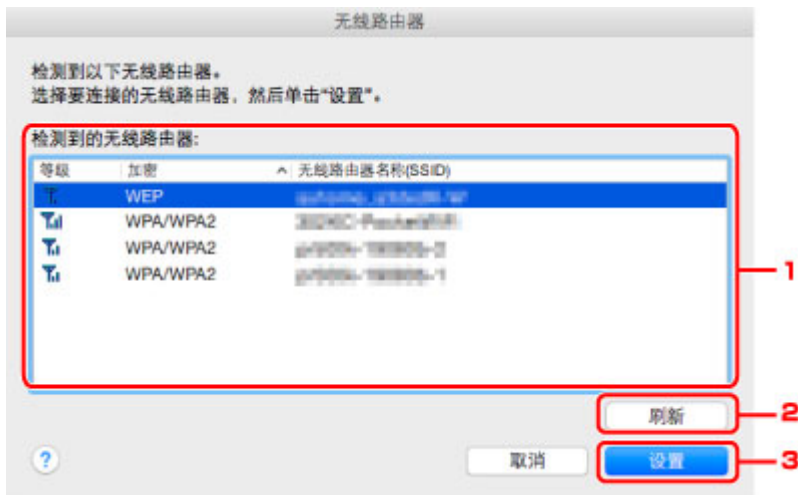 无线路由器
检测到以下无线路由器。
选择要连接的无线路由器，然后单击“设置”。
检测到的无线路由器:
等级 加密 无线路由器名称(SSID)
WEP
WPA/WPA2
WPA/WPA2
WPA/WPA2
1
刷新 2
? 取消 设置 3